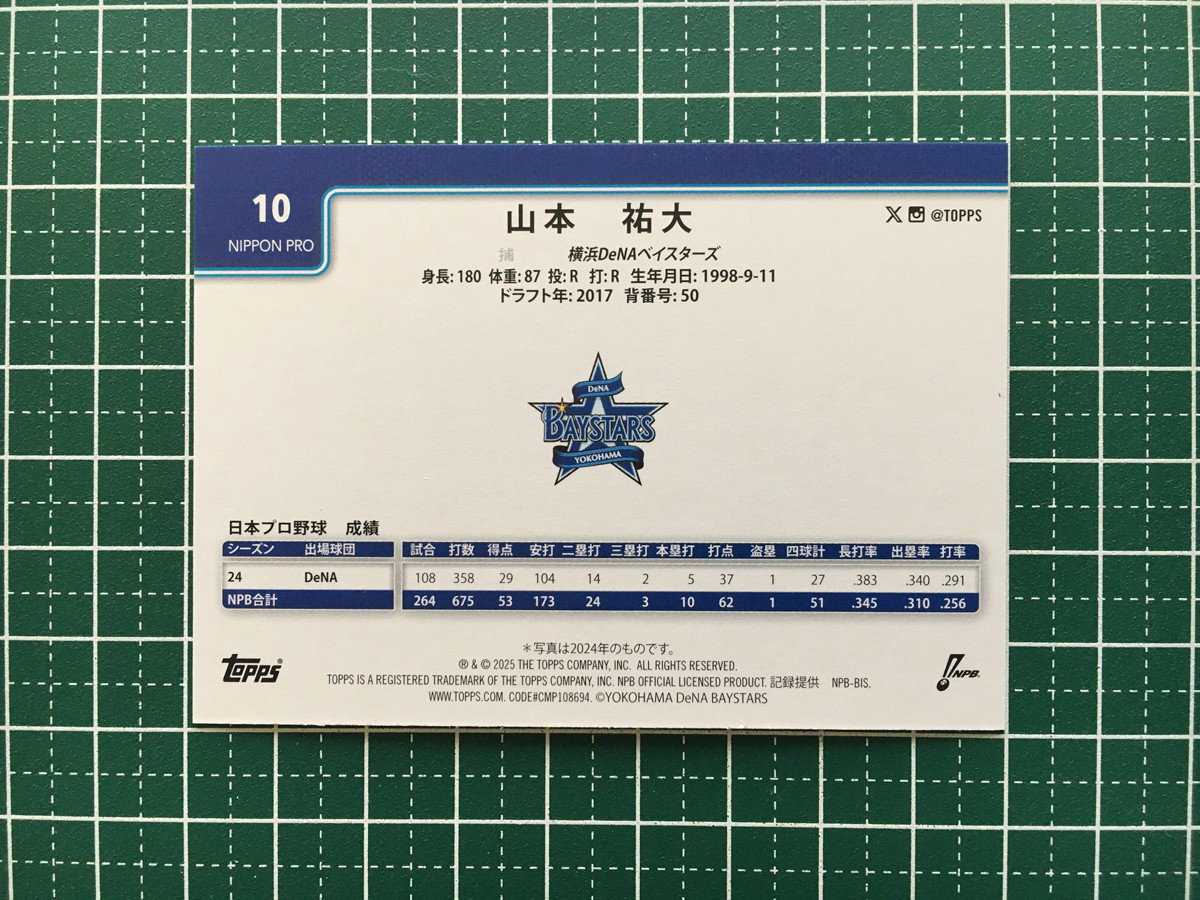 10
NIPPON PRO
山本 祐大
@TOPPS
捕 横浜DeNAベイスターズ
身長: 180 体重: 87 投: R 打: R 生年月日: 1998-9-11
ドラフト年: 2017 背番号: 50
DeNA
BAYSTARS
YOKOHAMA
日本プロ野球 成績
シーズン 出場球団 試合 打数 得点 安打 二塁打 三塁打 本塁打 打点 盗塁 四球計 長打率 出塁率 打率
24 DeNA 108 358 29 104 14 2 5 37 1 27 .383 .340 .291
NPB合計 264 675 53 173 24 3 10 62 1 51 .345 .310 .256
＊写真は2024年のものです。
® & © 2025 THE TOPPS COMPANY, INC. ALL RIGHTS RESERVED.
TOPPS IS A REGISTERED TRADEMARK OF THE TOPPS COMPANY, INC. NPB OFFICIAL LICENSED PRODUCT. 記録提供 NPB-BIS.
WWW.TOPPS.COM. CODE#CMP108694. ©YOKOHAMA DeNA BAYSTARS
topps®
NPB.